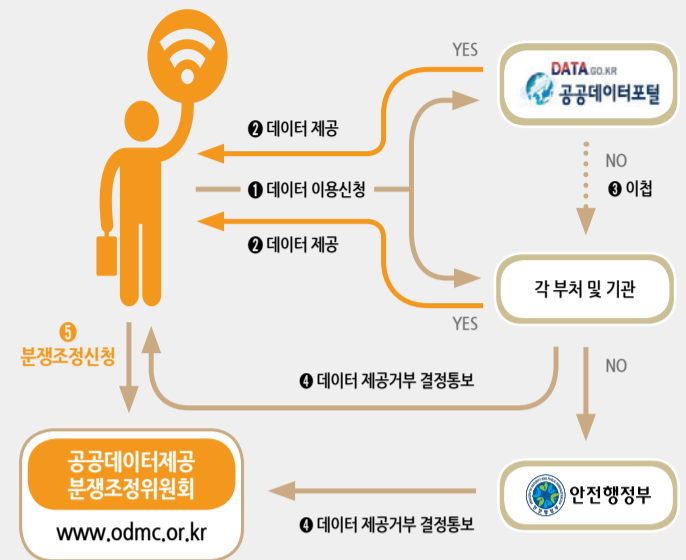 YES
DATA.GO.KR
공공데이터포털
❷ 데이터 제공
NO
❸ 이첩
❶ 데이터 이용신청
❷ 데이터 제공
각 부처 및 기관
YES
❺
분쟁조정신청
NO
❹ 데이터 제공거부 결정통보
공공데이터제공
분쟁조정위원회
www.odmc.or.kr
안전행정부
❹ 데이터 제공거부 결정통보